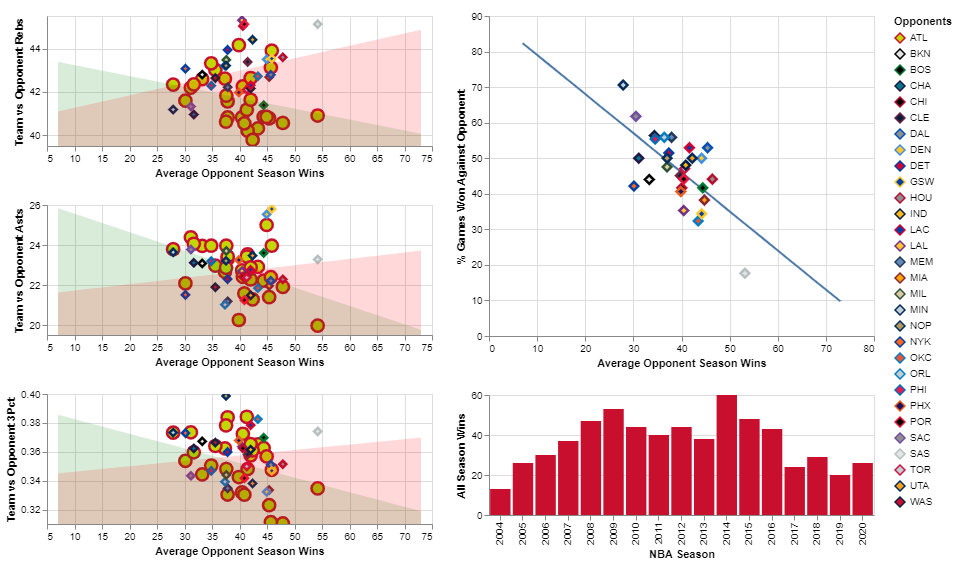 Team vs Opponent Rebs
44
42
40
5 10 15 20 25 30 35 40 45 50 55 60 65 70 75
Average Opponent Season Wins
Team vs Opponent Asts
26
24
22
20
5 10 15 20 25 30 35 40 45 50 55 60 65 70 75
Average Opponent Season Wins
Team vs Opponent 3Pct
0.40
0.38
0.36
0.34
0.32
5 10 15 20 25 30 35 40 45 50 55 60 65 70 75
Average Opponent Season Wins
% Games Won Against Opponent
90
80
70
60
50
40
30
20
10
0
0 10 20 30 40 50 60 70 80
Average Opponent Season Wins
Atl Season Wins
60
40
20
0
2004 2005 2006 2007 2008 2009 2010 2011 2012 2013 2014 2015 2016 2017 2018 2019 2020
NBA Season
Opponents
ATL
BKN
BOS
CHA
CHI
CLE
DAL
DEN
DET
GSW
HOU
IND
LAC
LAL
MEM
MIA
MIL
MIN
NOP
NYK
OKC
ORL
PHI
PHX
POR
SAC
SAS
TOR
UTA
WAS